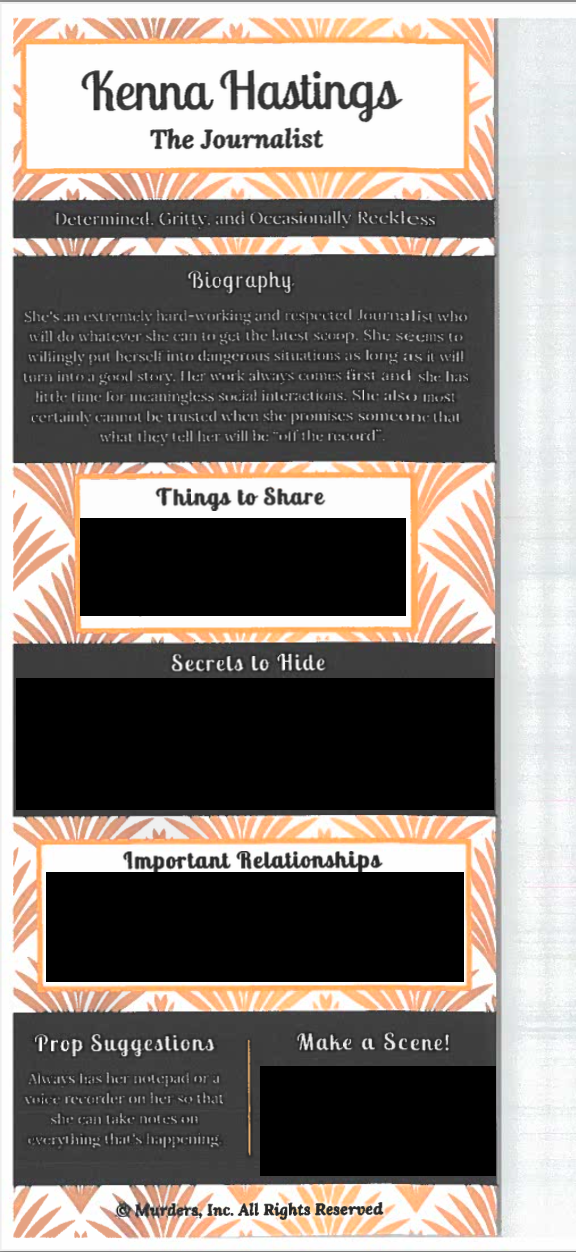 Kenna Hastings
The Journalist
Determined, Gritty, and Occasionally Reckless
Biography
She's an extremely hard-working and respected Journalist who
will do whatever she can to get the latest scoop. She seems to
willingly put herself into dangerous situations as long as it will
turn into a good story. Her work always comes first and she has
little time for meaningless social interactions. She also most
certainly cannot be trusted when she promises someone that
what they tell her will be "off the record".
Things to Share
Secrets to Hide
Important Relationships
Prop Suggestions
Always has her notepad or a
voice recorder on her so that
she can take notes on
everything that's happening.
Make a Scene!
© Murders, Inc. All Rights Reserved